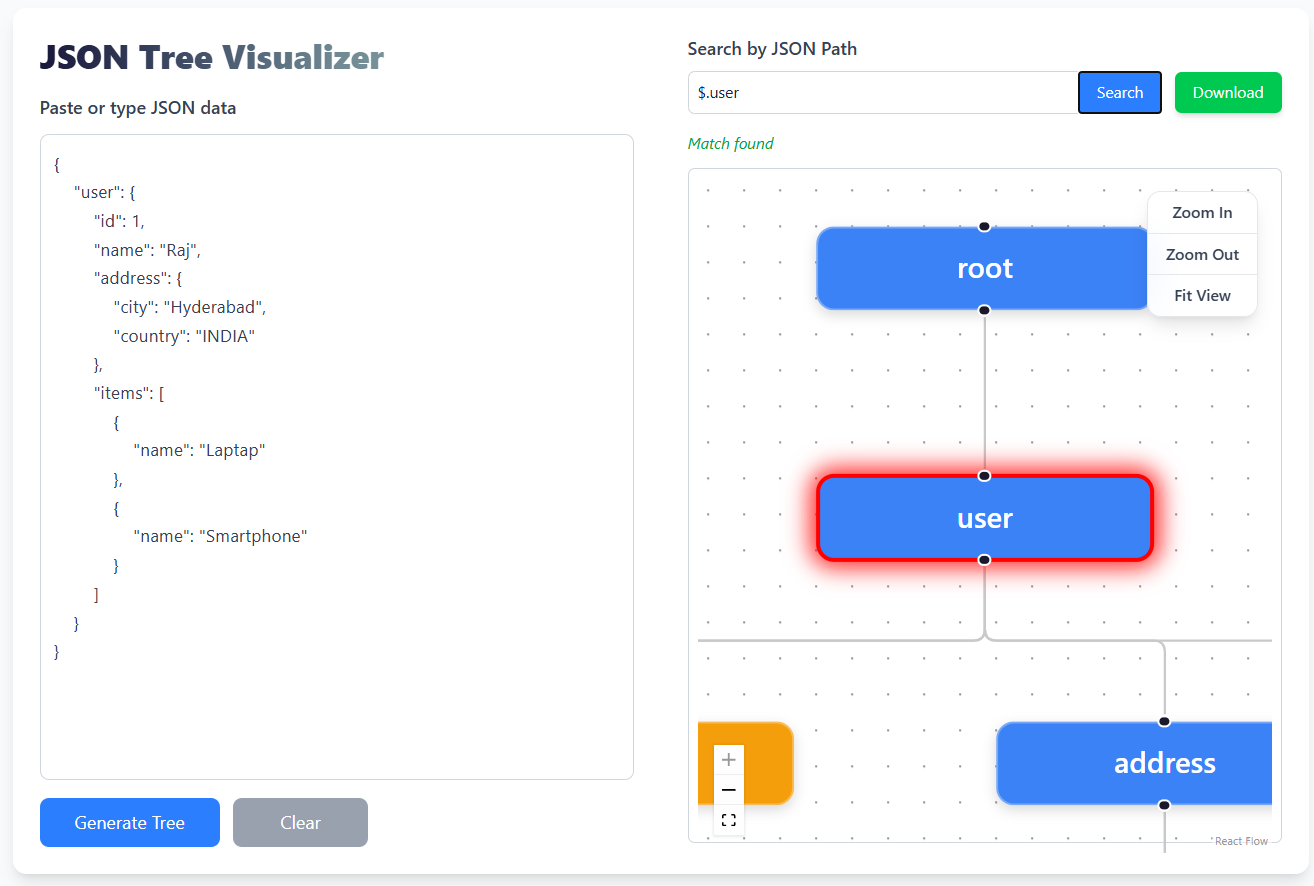 JSON Tree Visualizer
Paste or type JSON data
{
"user": {
"id": 1,
"name": "Raj",
"address": {
"city": "Hyderabad",
"country": "INDIA"
},
"items": [
{
"name": "Laptap"
},
{
"name": "Smartphone"
}
]
}
}
Generate Tree
Clear
Search by JSON Path
$.user
Search
Download
Match found
Zoom In
Zoom Out
Fit View
root
user
address
React Flow